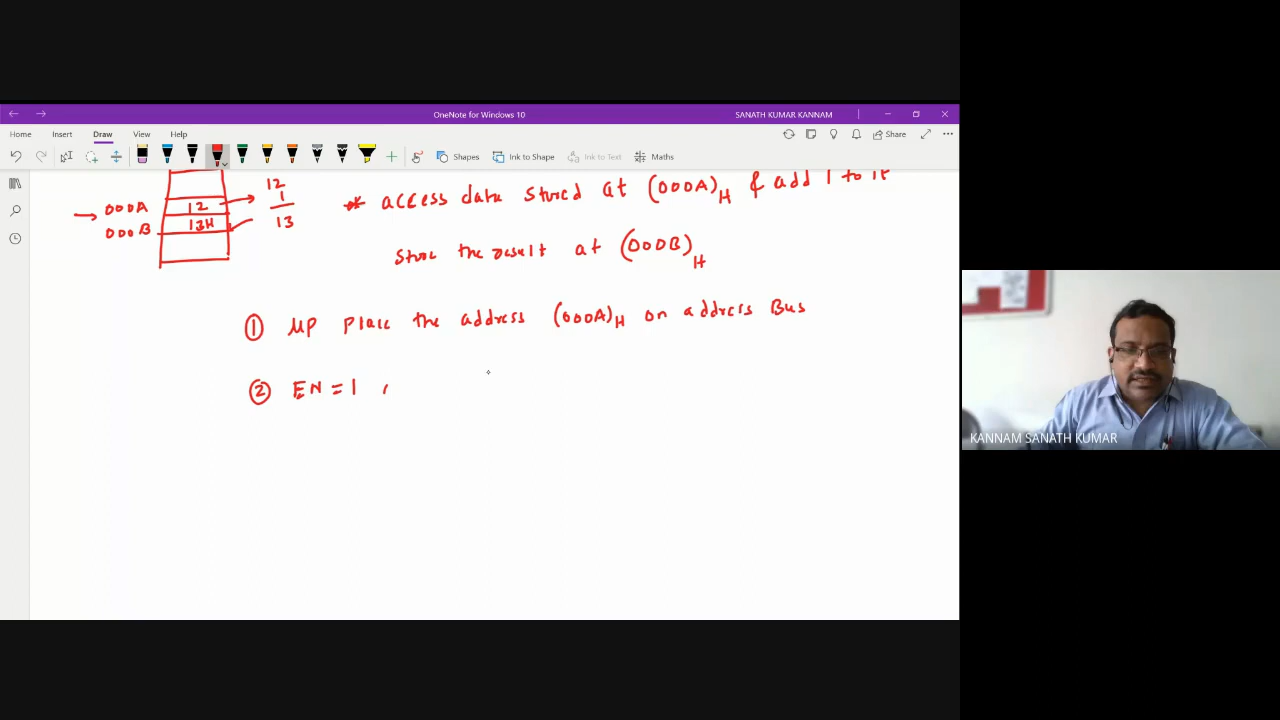 OneNote for Windows 10
SANATH KUMAR KANNAM
Home Insert Draw View Help
Share
Shapes Ink to Shape Ink to Text Maths
12
1
13
000A 12
000B 13H
* access data stored at (000A)H & add 1 to it
store the result at (000B)H
① μP place the address (000A)H on address Bus
② EN = 1
KANNAM SANATH KUMAR